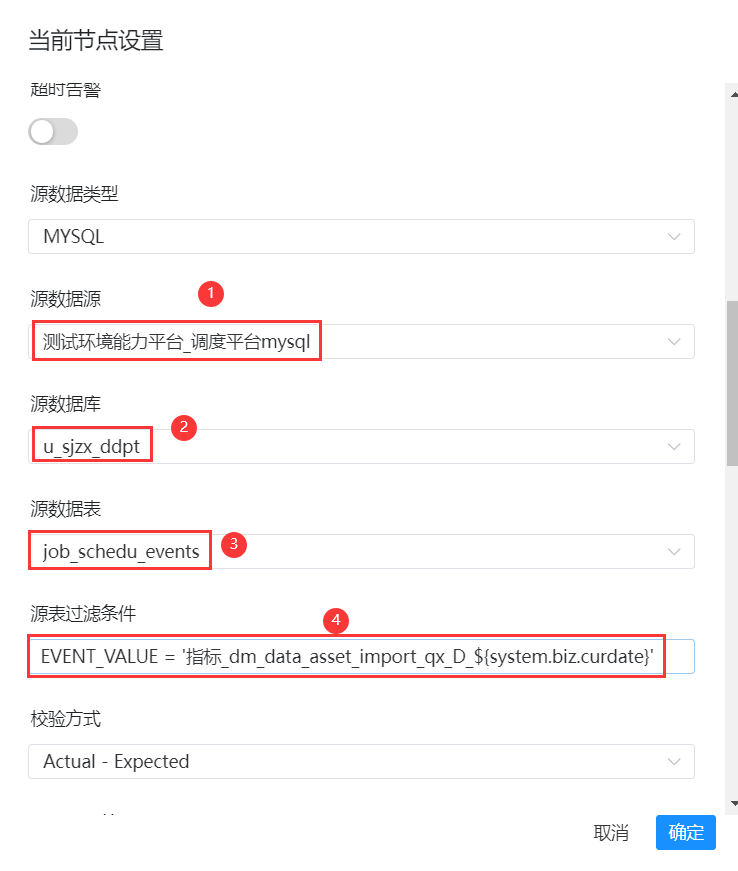 当前节点设置
超时告警
源数据类型
MYSQL
源数据源
1
测试环境能力平台_调度平台mysql
源数据库
2
u_sjzx_ddpt
源数据表
3
job_schedu_events
源表过滤条件
4
EVENT_VALUE = '指标_dm_data_asset_import_qx_D_${system.biz.curdate}'
校验方式
Actual - Expected
取消 确定